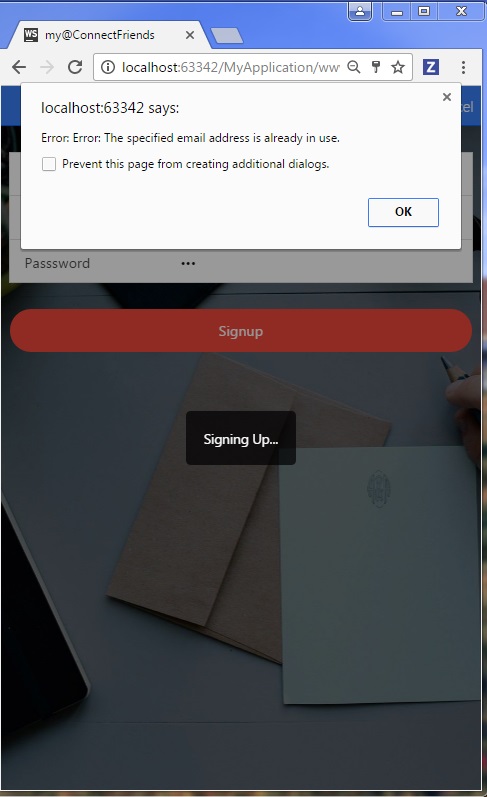 WS my@ConnectFriends
localhost:63342/MyApplication/ww
Z
localhost:63342 says:
Error: Error: The specified email address is already in use.
Prevent this page from creating additional dialogs.
OK
Passsword •••
Signup
Signing Up...